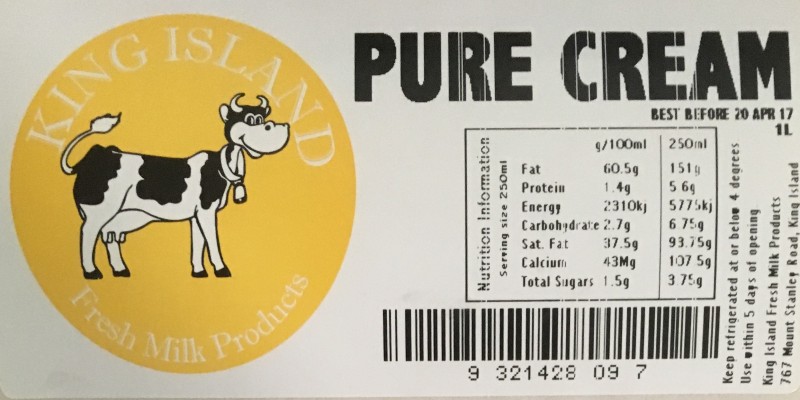 KING ISLAND
Fresh Milk Products
PURE CREAM
BEST BEFORE 20 APR 17
1L
Nutrition Information
Serving size 250ml
g/100ml 250ml
Fat 60.5g 151g
Protein 1.4g 5 6g
Energy 2310kj 5775kj
Carbohydrate 2.7g 6 75g
Sat. Fat 37.5g 93.75g
Calcium 43Mg 107 5g
Total Sugars 1.5g 3.75g
9 321428 09 7
Keep refrigerated at or below 4 degrees
Use within 5 days of opening
King Island Fresh Milk Products
767 Mount Stanley Road, King Island